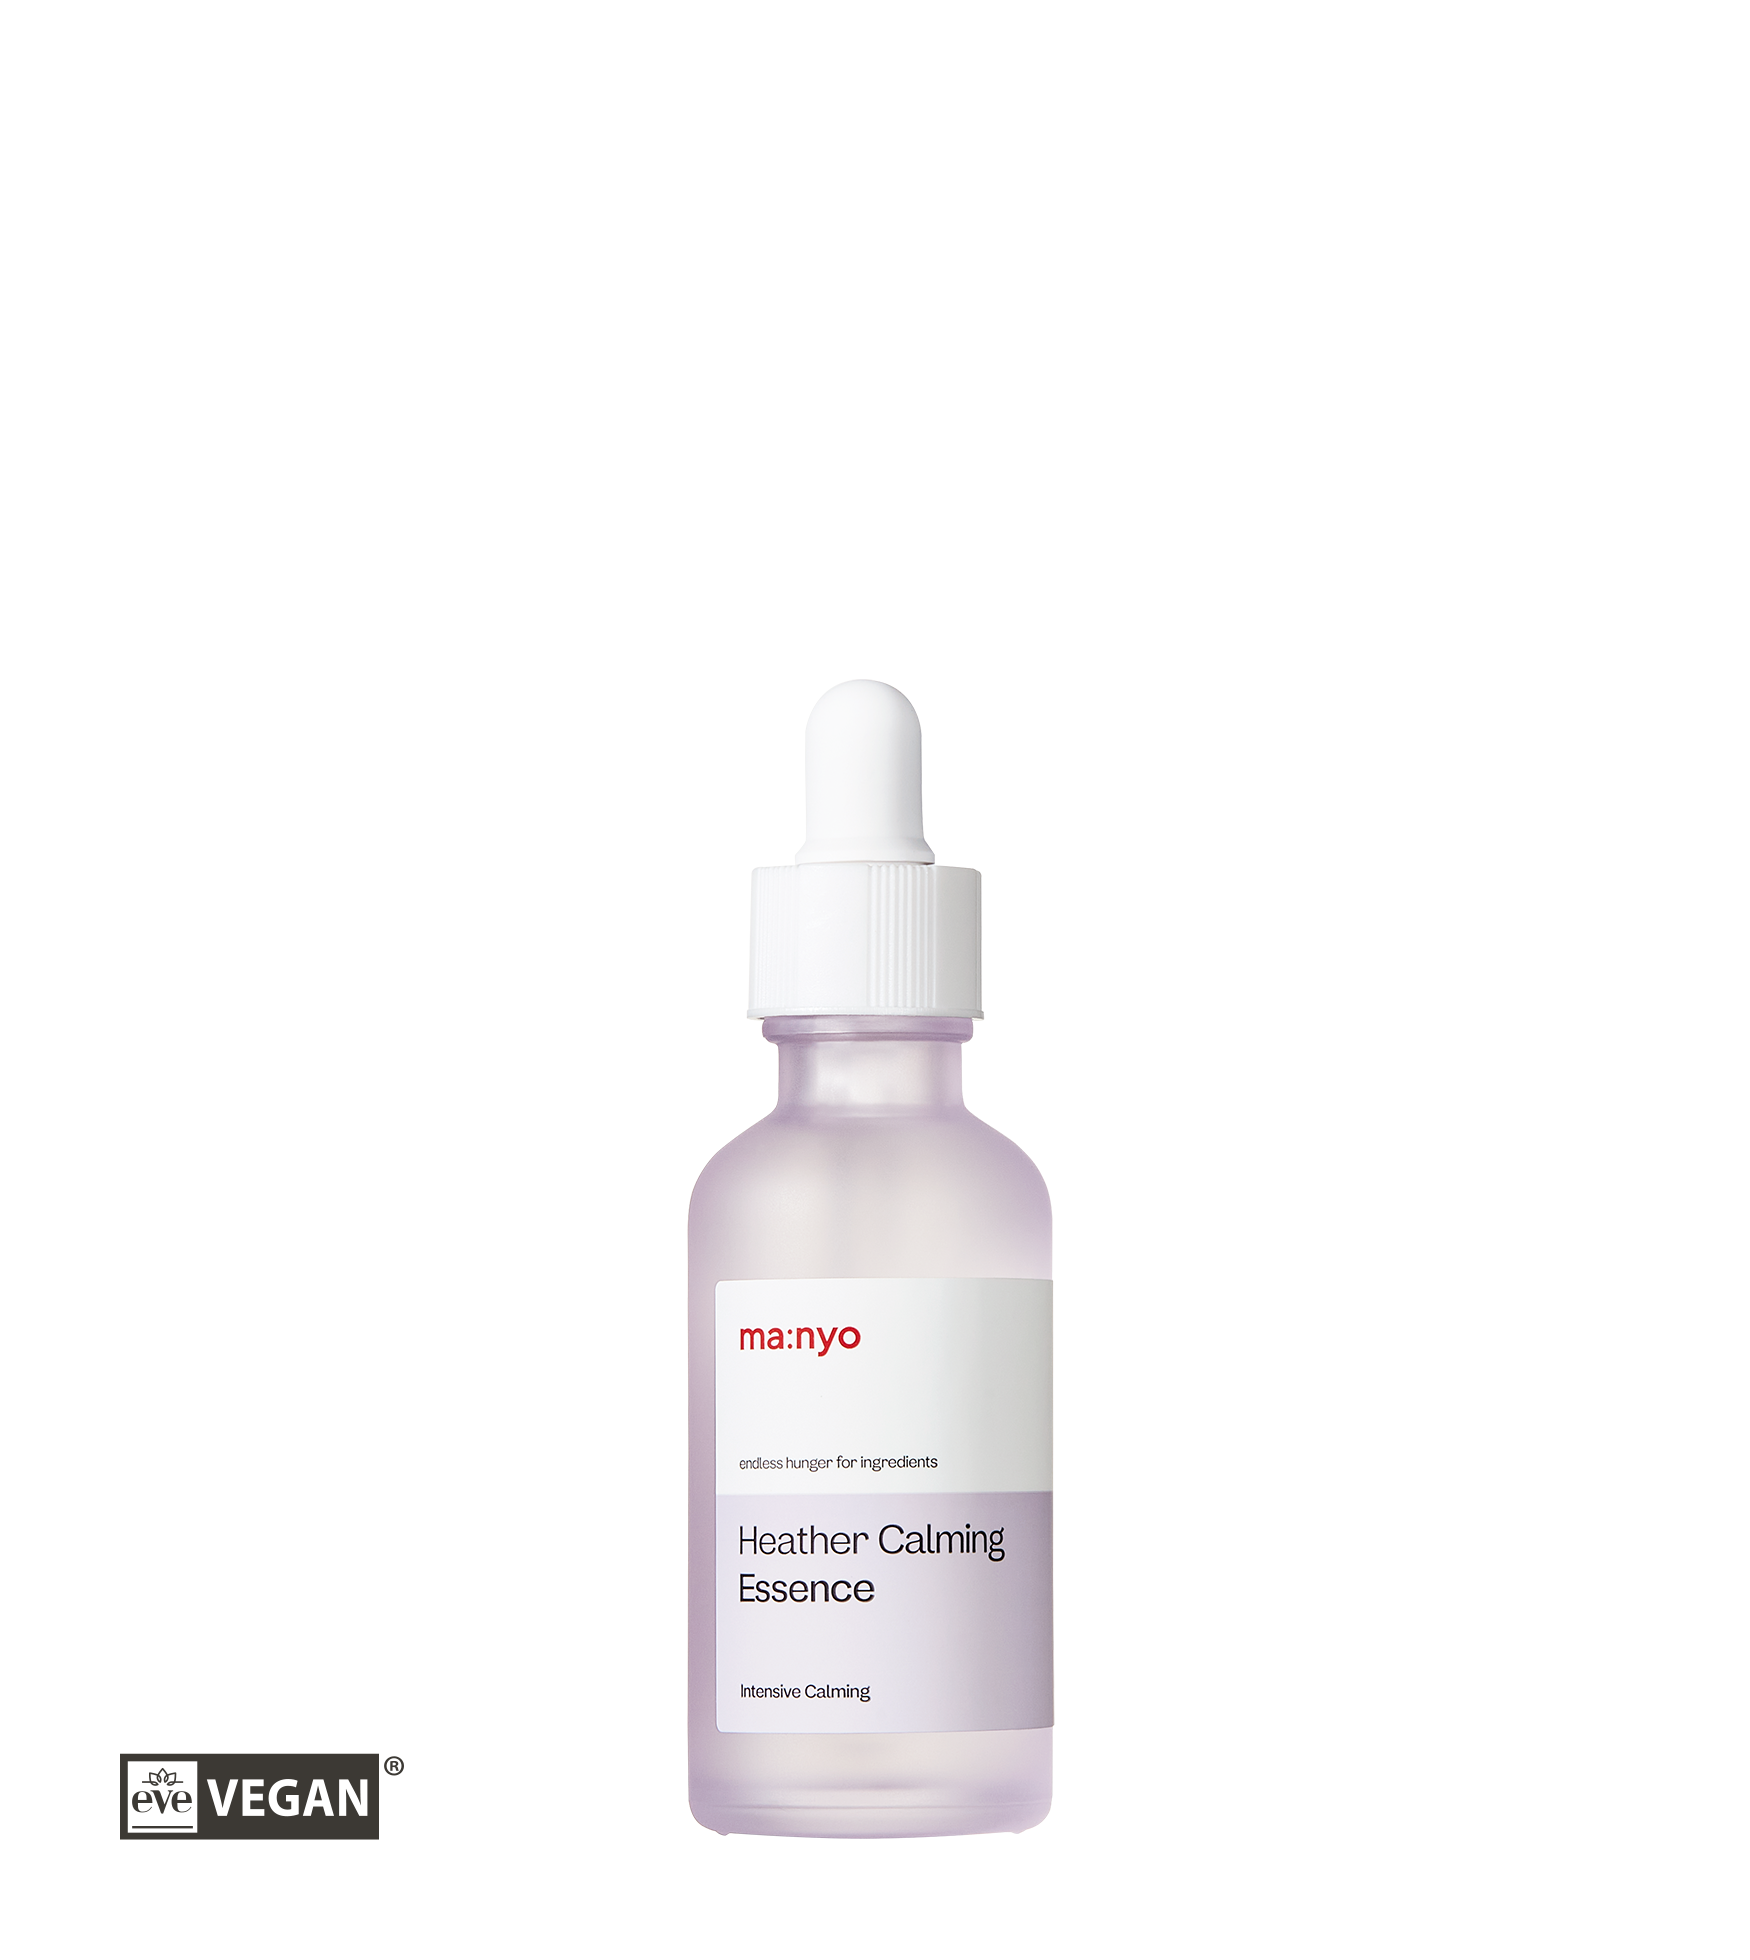 ma:nyo
endless hunger for ingredients
Heather Calming
Essence
Intensive Calming
eve VEGAN®